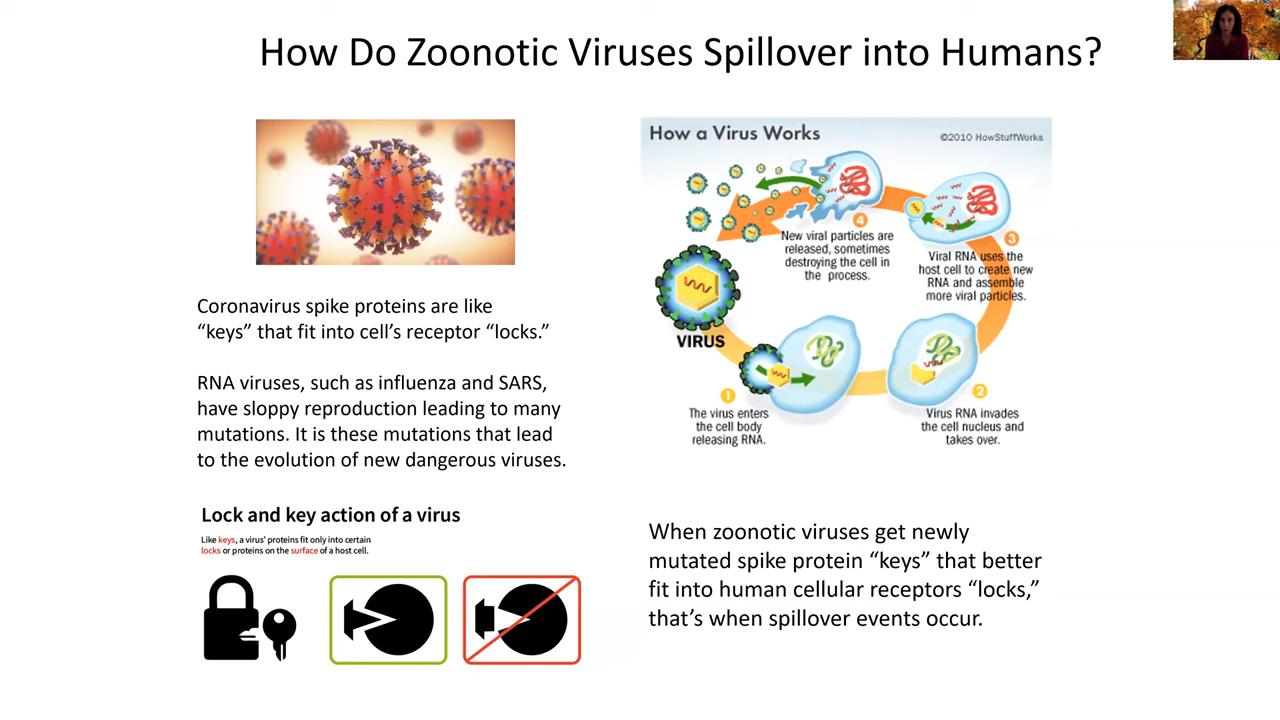 How Do Zoonotic Viruses Spillover into Humans?
Coronavirus spike proteins are like
“keys” that fit into cell’s receptor “locks.”
RNA viruses, such as influenza and SARS,
have sloppy reproduction leading to many
mutations. It is these mutations that lead
to the evolution of new dangerous viruses.
Lock and key action of a virus
Like keys, a virus’ proteins fit only into certain
locks or proteins on the surface of a host cell.
How a Virus Works
©2010 HowStuffWorks
VIRUS
1
The virus enters
the cell body
releasing RNA.
2
Virus RNA invades
the cell nucleus and
takes over.
3
Viral RNA uses the
host cell to create new
RNA and assemble
more viral particles.
4
New viral particles are
released, sometimes
destroying the cell in
the process.
When zoonotic viruses get newly
mutated spike protein “keys” that better
fit into human cellular receptors “locks,”
that’s when spillover events occur.